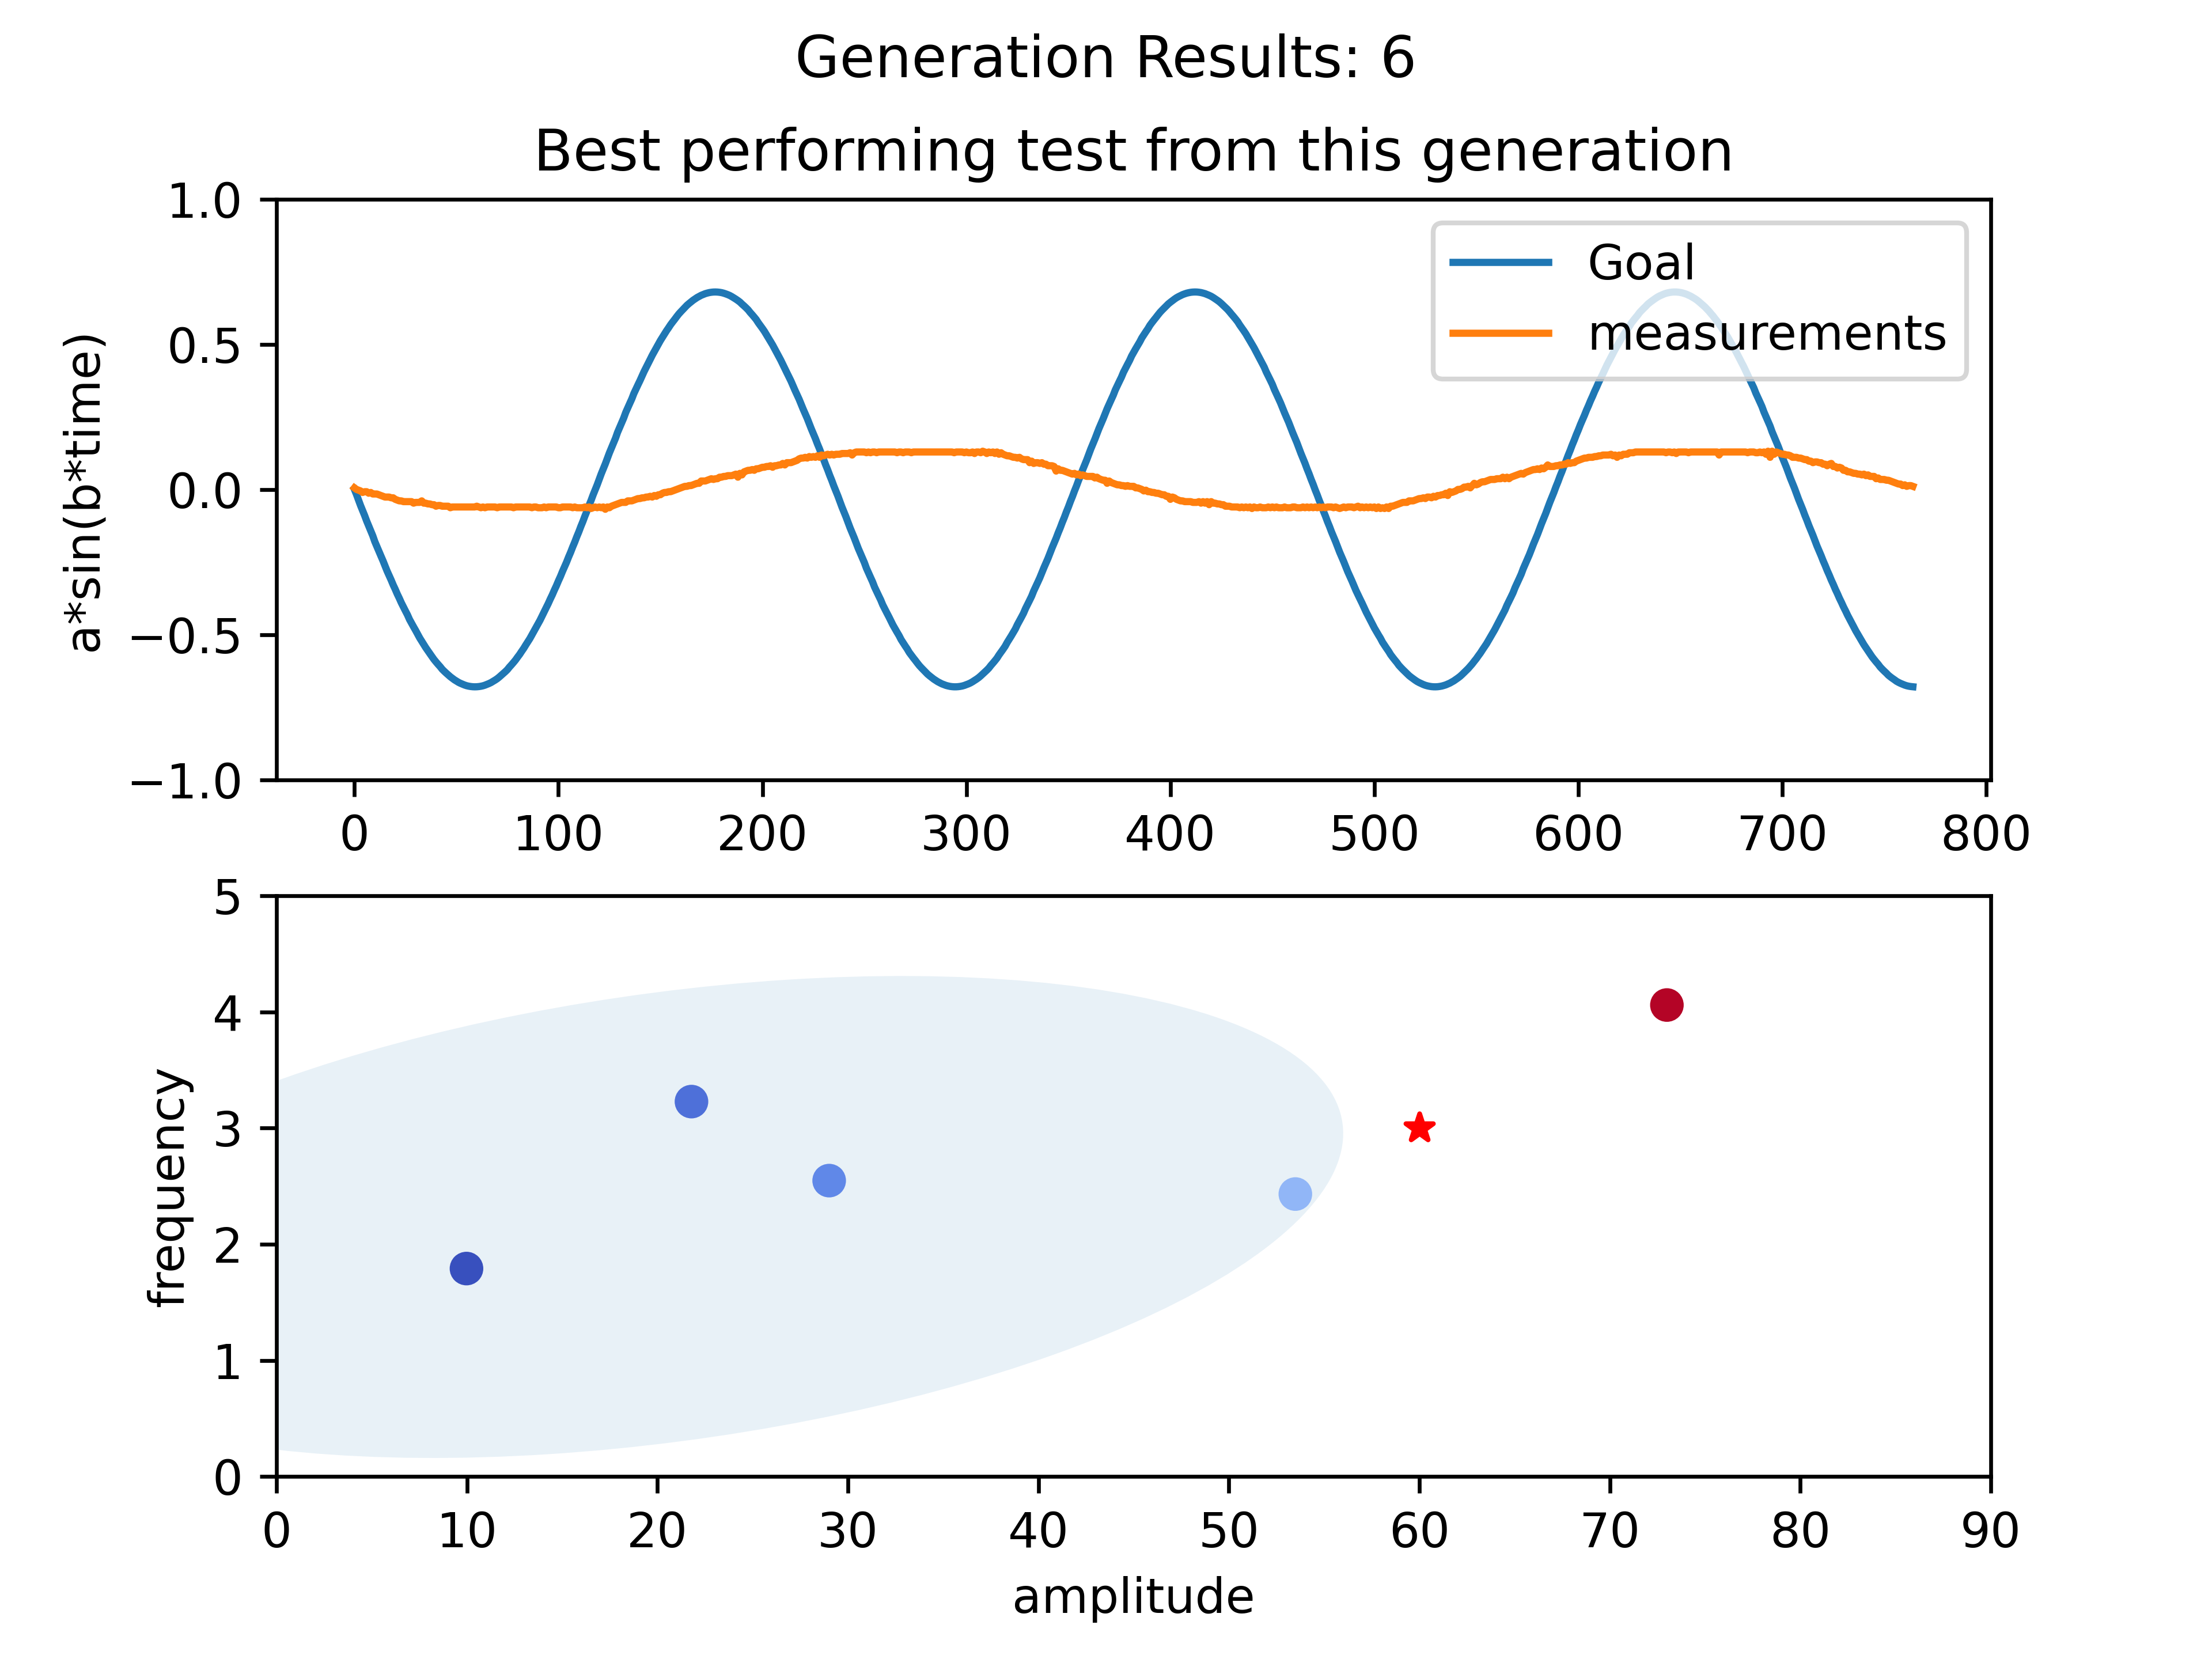 Generation Results: 6
Best performing test from this generation
1.0
0.5
0.0
−0.5
−1.0
a*sin(b*time)
Goal
measurements
0 100 200 300 400 500 600 700 800
5
4
3
2
1
0
frequency
0 10 20 30 40 50 60 70 80 90
amplitude